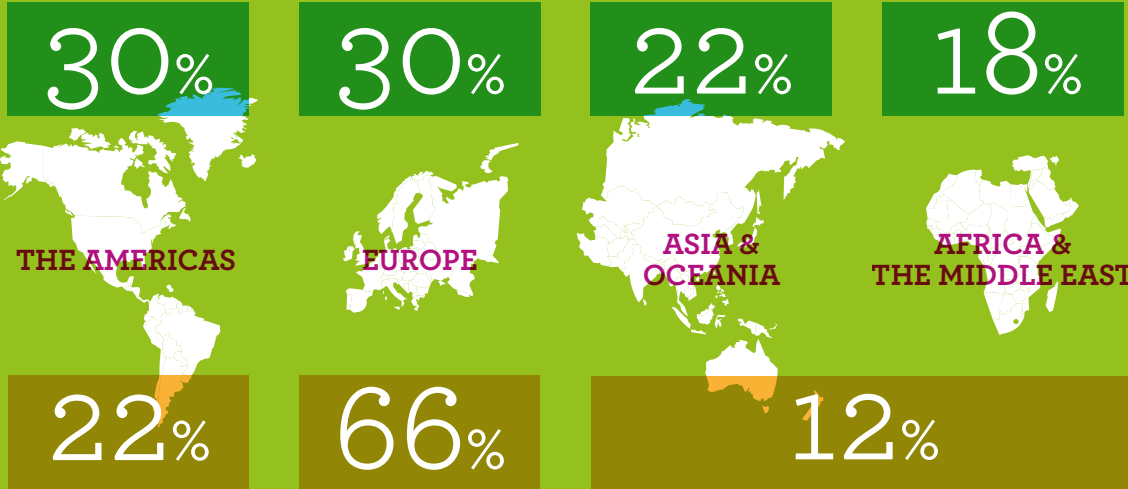 30% 30% 22% 18%
THE AMERICAS EUROPE ASIA & OCEANIA AFRICA & THE MIDDLE EAST
22% 66% 12%